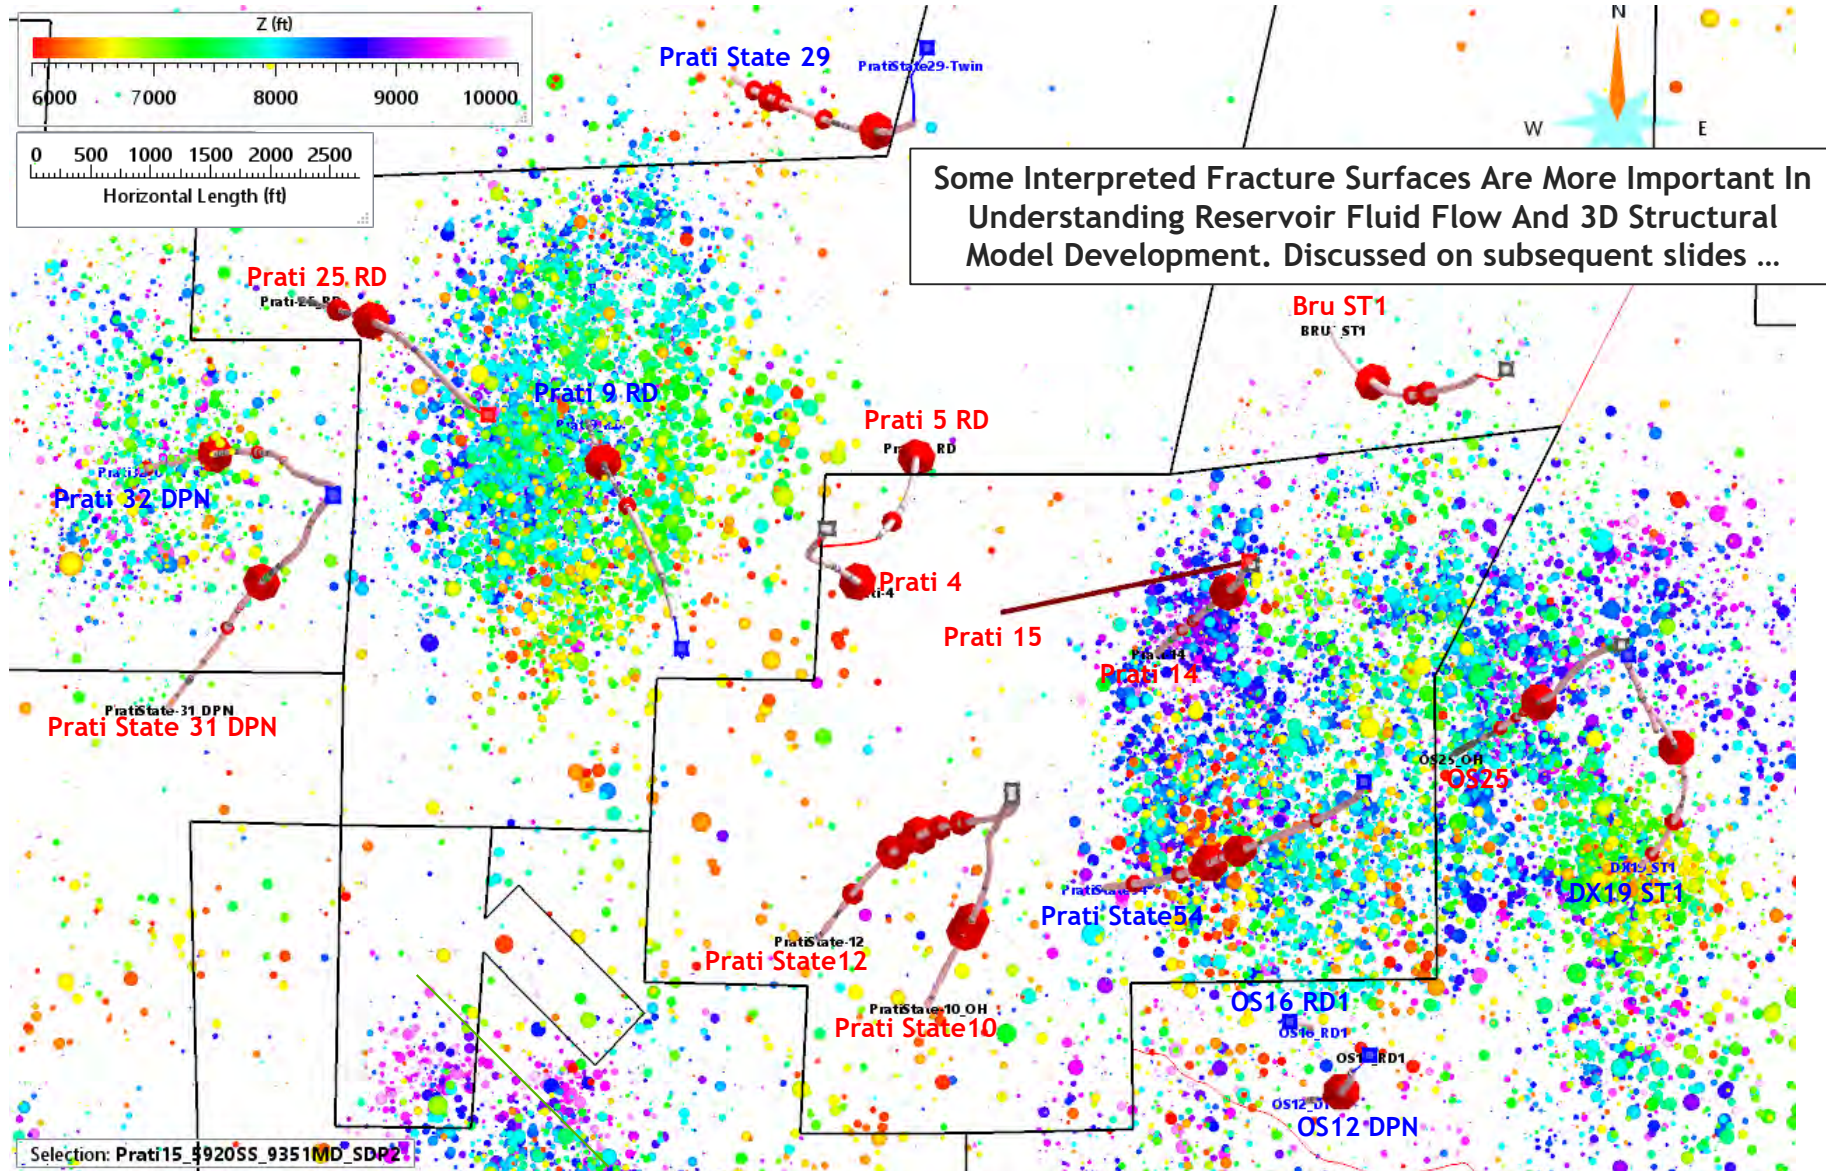 Z (ft)
6000 7000 8000 9000 10000
0 500 1000 1500 2000 2500
Horizontal Length (ft)
N
W E
Some Interpreted Fracture Surfaces Are More Important In
Understanding Reservoir Fluid Flow And 3D Structural
Model Development. Discussed on subsequent slides …
Prati State 29
PratiState29-Twin
Prati 25 RD
Bru ST1
BRU ST1
Prati 9 RD
Prati 5 RD
RD
Prati 32 DPN
Prati 4
Prati 15
Prati 14
PratiState-31_DPN
Prati State 31 DPN
OS25_OH
OS25
DX19_ST1
DX19 ST1
Prati State54
PratiState-12
Prati State12
PratiState-10_OH
Prati State10
OS16 RD1
OS16_RD1
OS12 DPN
Selection: Prati15_5920SS_9351MD_SDP2